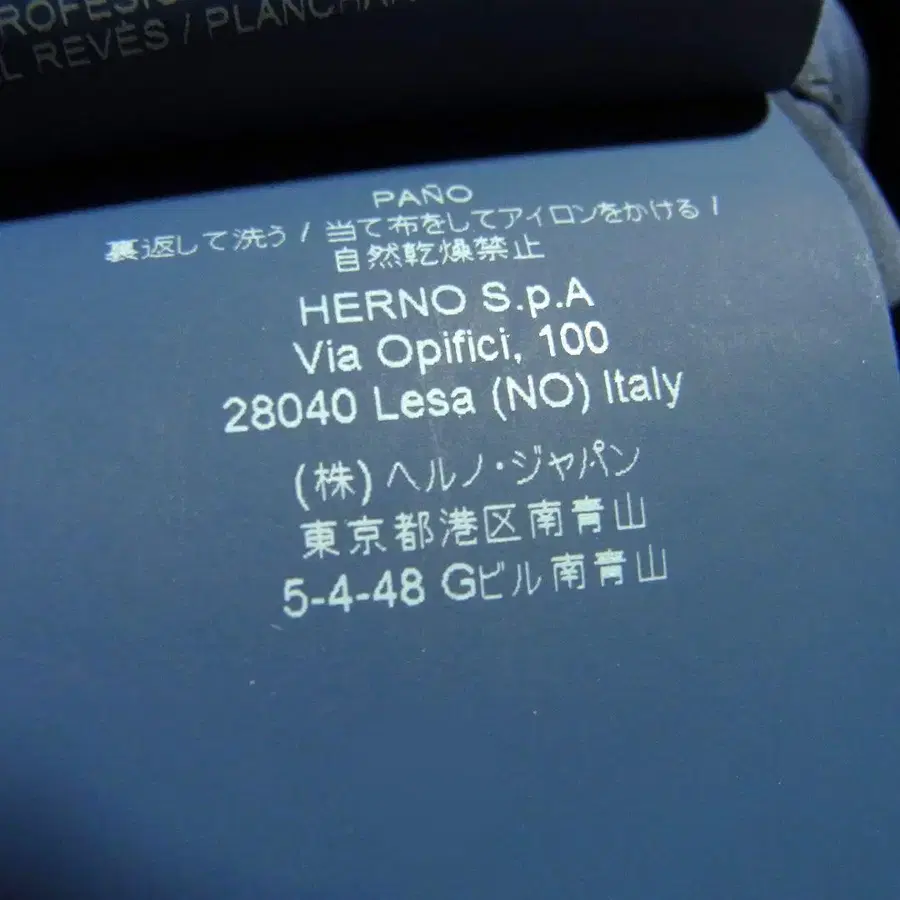 ROFESI
L REVÉS / PLANCHA
PAÑO
裏返して洗う / 当て布をしてアイロンをかける /
自然乾燥禁止
HERNO S.p.A
Via Opifici, 100
28040 Lesa (NO) Italy
(株) ヘルノ・ジャパン
東京都港区南青山
5-4-48 Gビル南青山